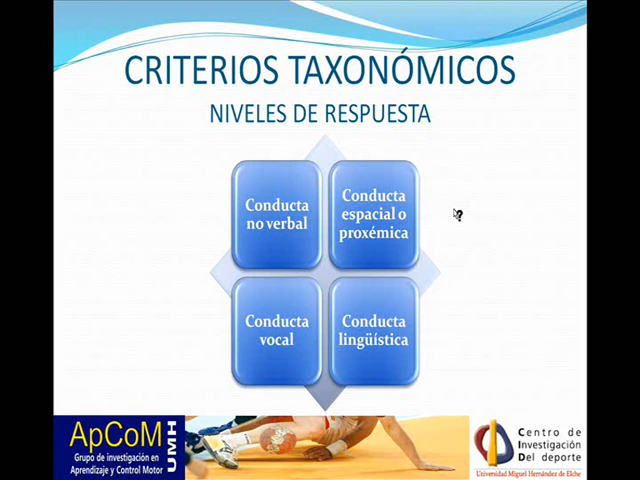 CRITERIOS TAXONÓMICOS
NIVELES DE RESPUESTA
Conducta
no verbal
Conducta
espacial o
proxémica
Conducta
vocal
Conducta
lingüística
ApCoM
UMH
Grupo de investigación en
Aprendizaje y Control Motor
Centro de
Investigación
Del deporte
Universidad Miguel Hernández de Elche